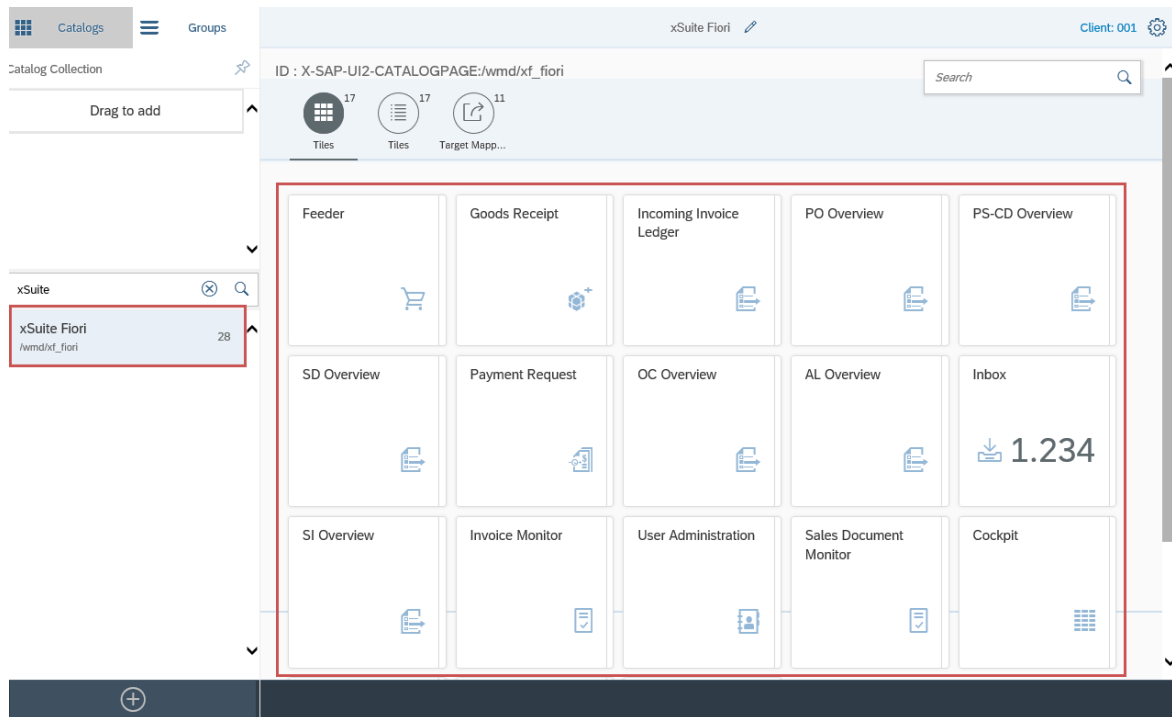 Catalogs
Groups
xSuite Fiori
Client: 001
Catalog Collection
Drag to add
xSuite
xSuite Fiori
28
/wmd/xf_fiori
ID : X-SAP-UI2-CATALOGPAGE:/wmd/xf_fiori
Search
17
17
11
Tiles
Tiles
Target Mapp...
Feeder
Goods Receipt
Incoming Invoice
Ledger
PO Overview
PS-CD Overview
SD Overview
Payment Request
OC Overview
AL Overview
Inbox
1.234
SI Overview
Invoice Monitor
User Administration
Sales Document
Monitor
Cockpit